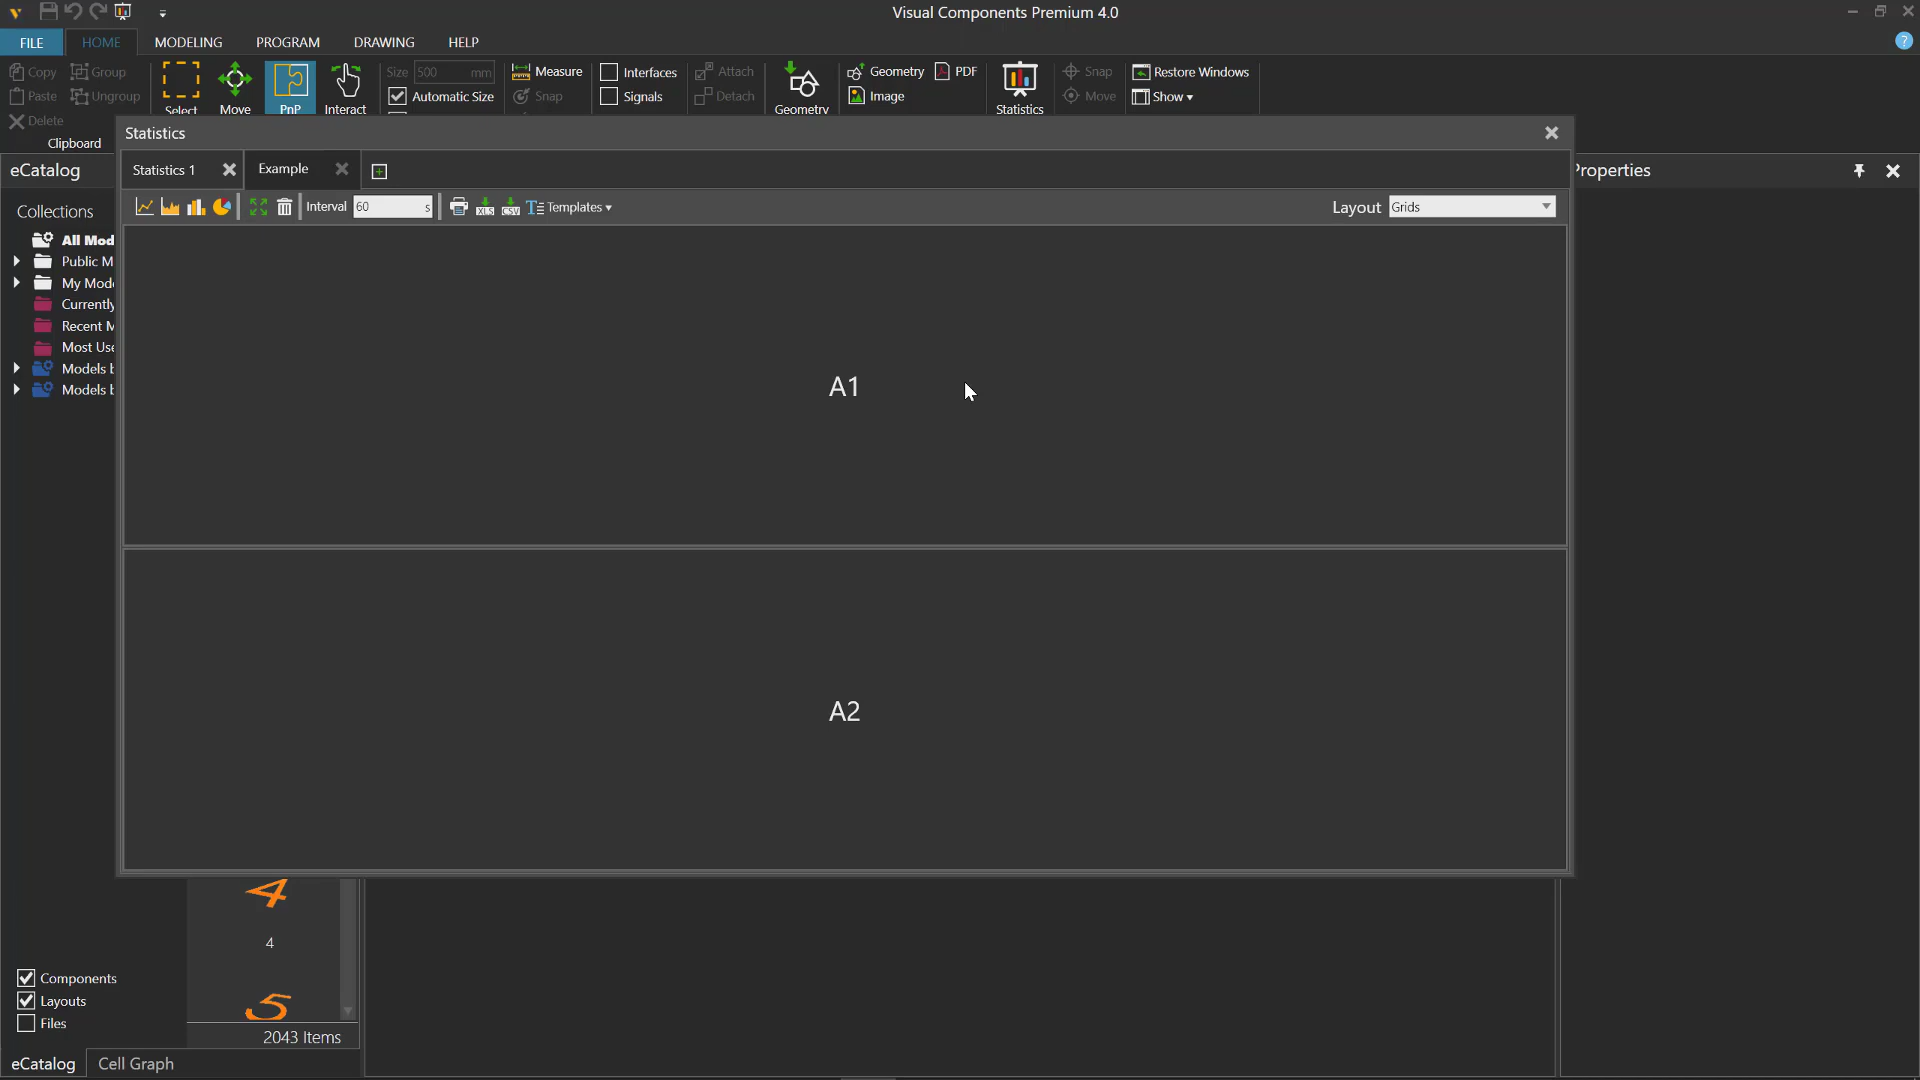 Visual Components Premium 4.0
FILE HOME MODELING PROGRAM DRAWING HELP
Copy Group Size 500 mm Measure Interfaces Attach Geometry PDF Snap Restore Windows
Paste Ungroup Automatic Size Snap Signals Detach Image Move Show
Delete Select Move PnP Interact Geometry Statistics
Clipboard
Statistics
eCatalog Statistics 1 Example Properties
Collections Interval 60 s XLS CSV Templates Layout Grids
All Mod
Public M
My Mode
Currently
Recent M
Most Use
Models b
Models b
A1
A2
4
4
5
Components
Layouts
Files
2043 Items
eCatalog Cell Graph